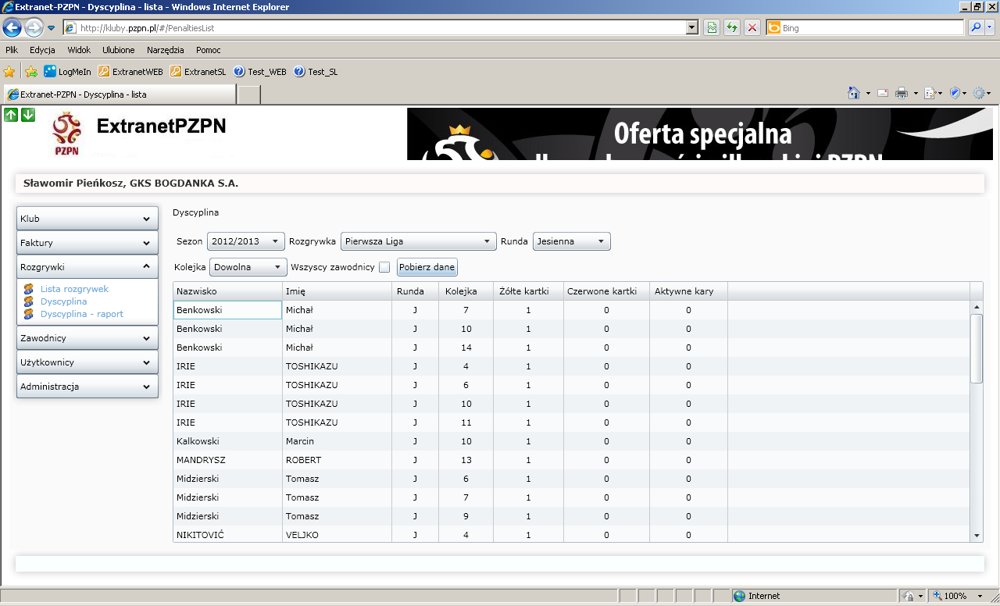 Extranet-PZPN - Dyscyplina - lista - Windows Internet Explorer
http://kluby.pzpn.pl/#/PenaltiesList
Bing
Plik Edycja Widok Ulubione Narzędzia Pomoc
LogMeIn ExtranetWEB ExtranetSL Test_WEB Test_SL
Extranet-PZPN - Dyscyplina - lista
PZPN
ExtranetPZPN
Oferta specjalna
Sławomir Pieńkosz, GKS BOGDANKA S.A.
Klub
Faktury
Rozgrywki
Lista rozgrywek
Dyscyplina
Dyscyplina - raport
Zawodnicy
Użytkownicy
Administracja
Dyscyplina
Sezon 2012/2013 Rozgrywka Pierwsza Liga Runda Jesienna
Kolejka Dowolna Wszyscy zawodnicy Pobierz dane
Nazwisko Imię Runda Kolejka Żółte kartki Czerwone kartki Aktywne kary
Benkowski Michał J 7 1 0 0
Benkowski Michał J 10 1 0 0
Benkowski Michał J 14 1 0 0
IRIE TOSHIKAZU J 4 1 0 0
IRIE TOSHIKAZU J 6 1 0 0
IRIE TOSHIKAZU J 10 1 0 0
IRIE TOSHIKAZU J 11 1 0 0
Kalkowski Marcin J 10 1 0 0
MANDRYSZ ROBERT J 13 1 0 0
Midzierski Tomasz J 6 1 0 0
Midzierski Tomasz J 7 1 0 0
Midzierski Tomasz J 9 1 0 0
NIKITOVIĆ VELJKO J 4 1 0 0
Internet 100%